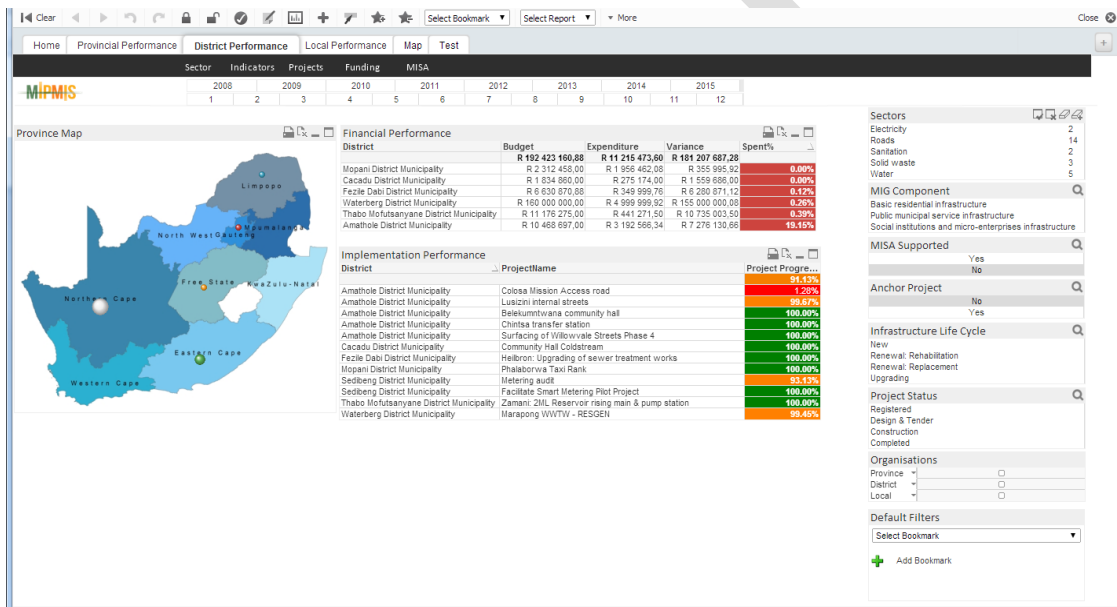 Clear Select Bookmark Select Report More Close
Home Provincial Performance District Performance Local Performance Map Test
Sector Indicators Projects Funding MISA
MIPMIS
2008 2009 2010 2011 2012 2013 2014 2015
1 2 3 4 5 6 7 8 9 10 11 12
Province Map
Limpopo
Mpumalanga
North West Gauteng
Free State KwaZulu-Natal
Northern Cape
Eastern Cape
Western Cape
Financial Performance
District Budget Expenditure Variance Spent%
R 192 423 160,88 R 11 215 473,60 R 181 207 687,28
Mopani District Municipality R 2 312 458,00 R 1 956 462,08 R 355 995,92 0.00%
Cacadu District Municipality R 1 834 860,00 R 275 174,00 R 1 559 686,00 0.00%
Fezile Dabi District Municipality R 6 630 870,88 R 349 999,76 R 6 280 871,12 0.12%
Waterberg District Municipality R 160 000 000,00 R 4 999 999,92 R 155 000 000,08 0.26%
Thabo Mofutsanyane District Municipality R 11 176 275,00 R 441 271,50 R 10 735 003,50 0.39%
Amathole District Municipality R 10 468 697,00 R 3 192 566,34 R 7 276 130,66 19.15%
Implementation Performance
District ProjectName Project Progre...
91.13%
Amathole District Municipality Colosa Mission Access road 1.28%
Amathole District Municipality Lusizini internal streets 99.67%
Amathole District Municipality Belekumntwana community hall 100.00%
Amathole District Municipality Chintsa transfer station 100.00%
Amathole District Municipality Surfacing of Willowvale Streets Phase 4 100.00%
Cacadu District Municipality Community Hall Coldstream 100.00%
Fezile Dabi District Municipality Heilbron: Upgrading of sewer treatment works 100.00%
Mopani District Municipality Phalaborwa Taxi Rank 100.00%
Sedibeng District Municipality Metering audit 93.13%
Sedibeng District Municipality Facilitate Smart Metering Pilot Project 100.00%
Thabo Mofutsanyane District Municipality Zamani: 2ML Reservoir rising main & pump station 100.00%
Waterberg District Municipality Marapong WWTW - RESGEN 99.45%
Sectors
Electricity 2
Roads 14
Sanitation 2
Solid waste 3
Water 5
MIG Component
Basic residential infrastructure
Public municipal service infrastructure
Social institutions and micro-enterprises infrastructure
MISA Supported
Yes
No
Anchor Project
No
Yes
Infrastructure Life Cycle
New
Renewal: Rehabilitation
Renewal: Replacement
Upgrading
Project Status
Registered
Design & Tender
Construction
Completed
Organisations
Province
District
Local
Default Filters
Select Bookmark
Add Bookmark